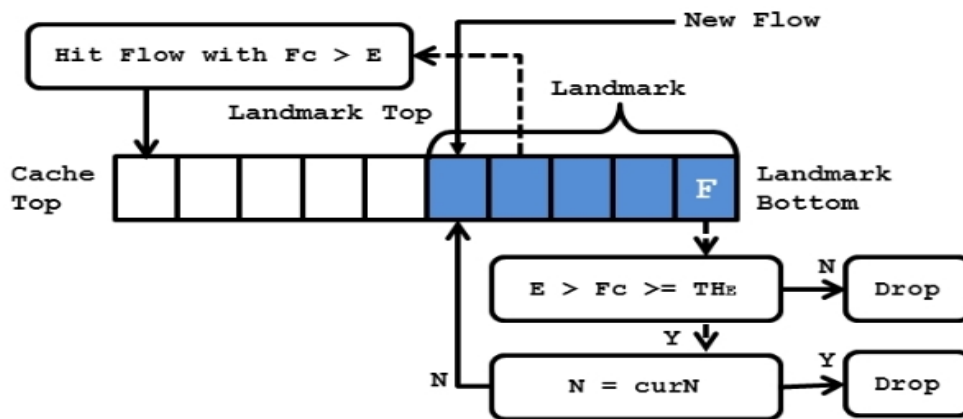 New Flow
Hit Flow with Fc > E
Landmark Top
Landmark
Cache
Top
F
Landmark
Bottom
E > Fc >= THE
N
Drop
Y
N
N = curN
Y
Drop